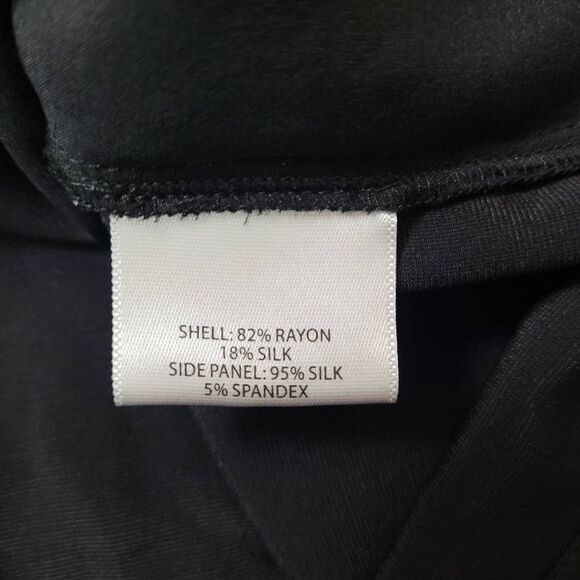 SHELL: 82% RAYON
18% SILK
SIDE PANEL: 95% SILK
5% SPANDEX